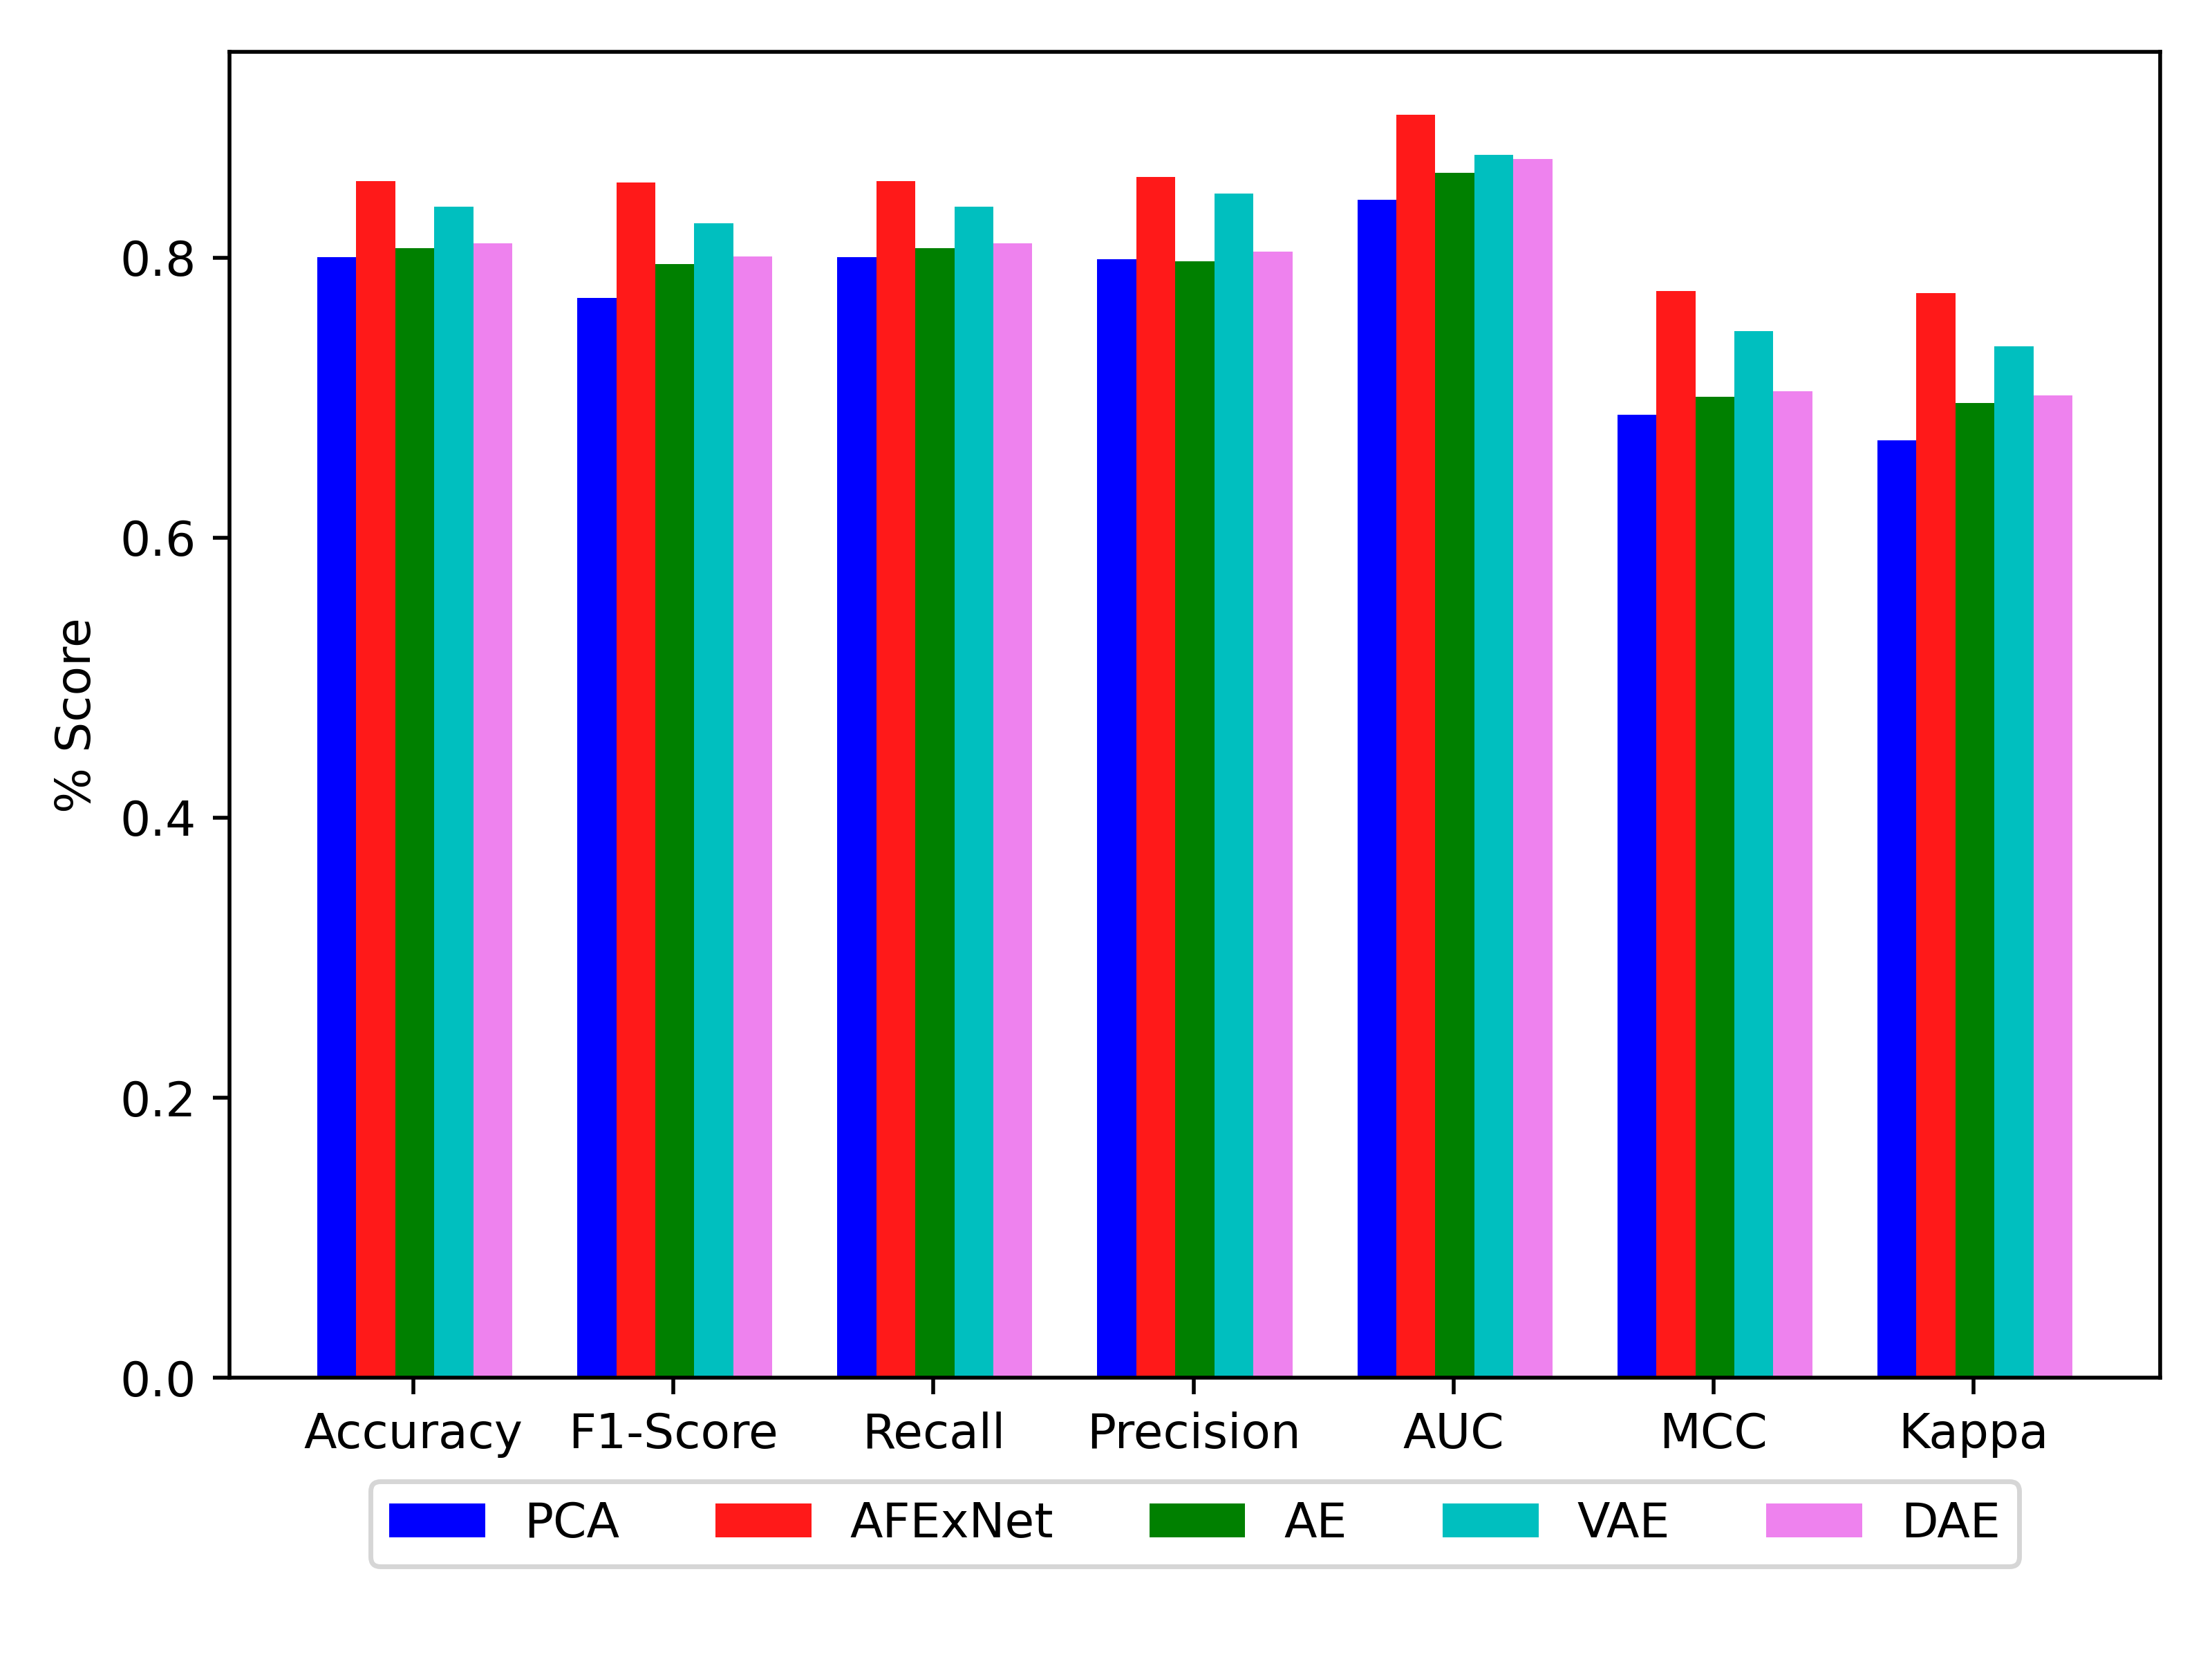 % Score
0.8
0.6
0.4
0.2
0.0
Accuracy F1-Score Recall Precision AUC MCC Kappa
PCA AFExNet AE VAE DAE